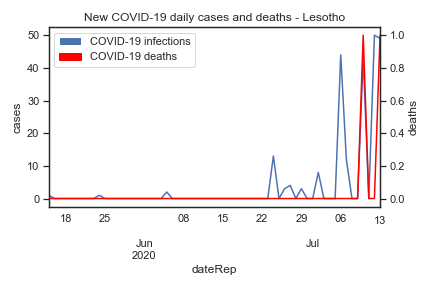 New COVID-19 daily cases and deaths - Lesotho
COVID-19 infections
COVID-19 deaths
50
40
30
20
10
0
cases
1.0
0.8
0.6
0.4
0.2
0.0
deaths
18 25 08 15 22 29 06 13
Jun Jul
2020
dateRep